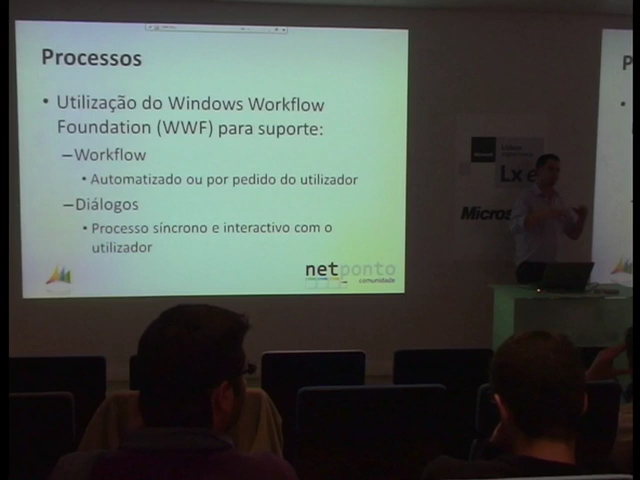 Processos
• Utilização do Windows Workflow
Foundation (WWF) para suporte:
–Workflow
• Automatizado ou por pedido do utilizador
–Diálogos
• Processo síncrono e interactivo com o
utilizador
netponto
comunidade
P
Lx
Micros